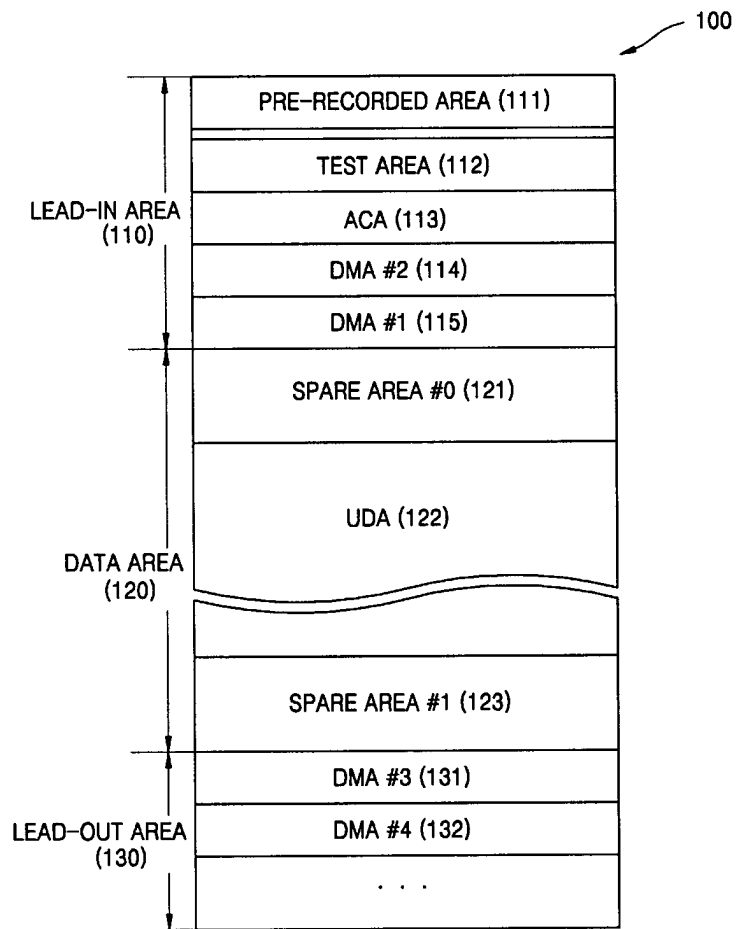 100
PRE-RECORDED AREA (111)
TEST AREA (112)
LEAD-IN AREA
(110)
ACA (113)
DMA #2 (114)
DMA #1 (115)
SPARE AREA #0 (121)
UDA (122)
DATA AREA
(120)
SPARE AREA #1 (123)
DMA #3 (131)
LEAD-OUT AREA
(130)
DMA #4 (132)
. . .